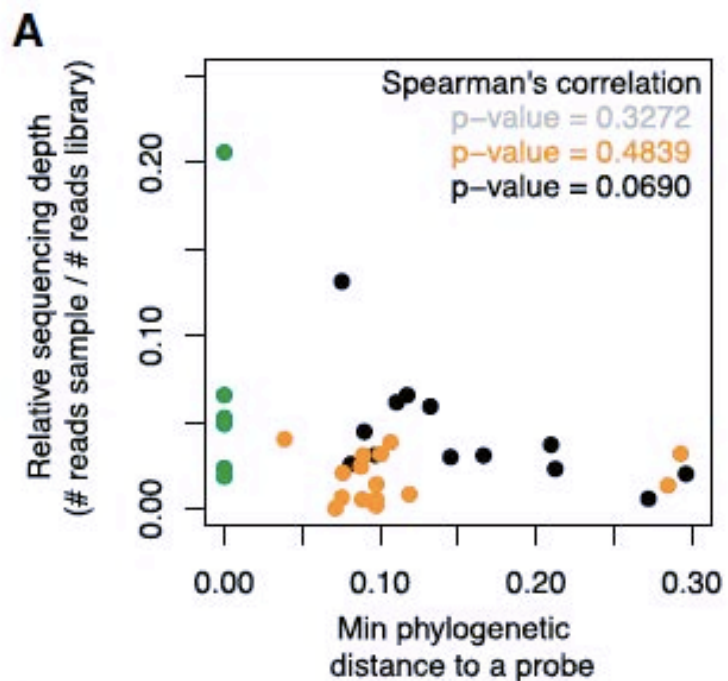 A
Spearman's correlation
p-value = 0.3272
p-value = 0.4839
p-value = 0.0690
Relative sequencing depth
(# reads sample / # reads library)
0.20
0.10
0.00
0.00 0.10 0.20 0.30
Min phylogenetic
distance to a probe